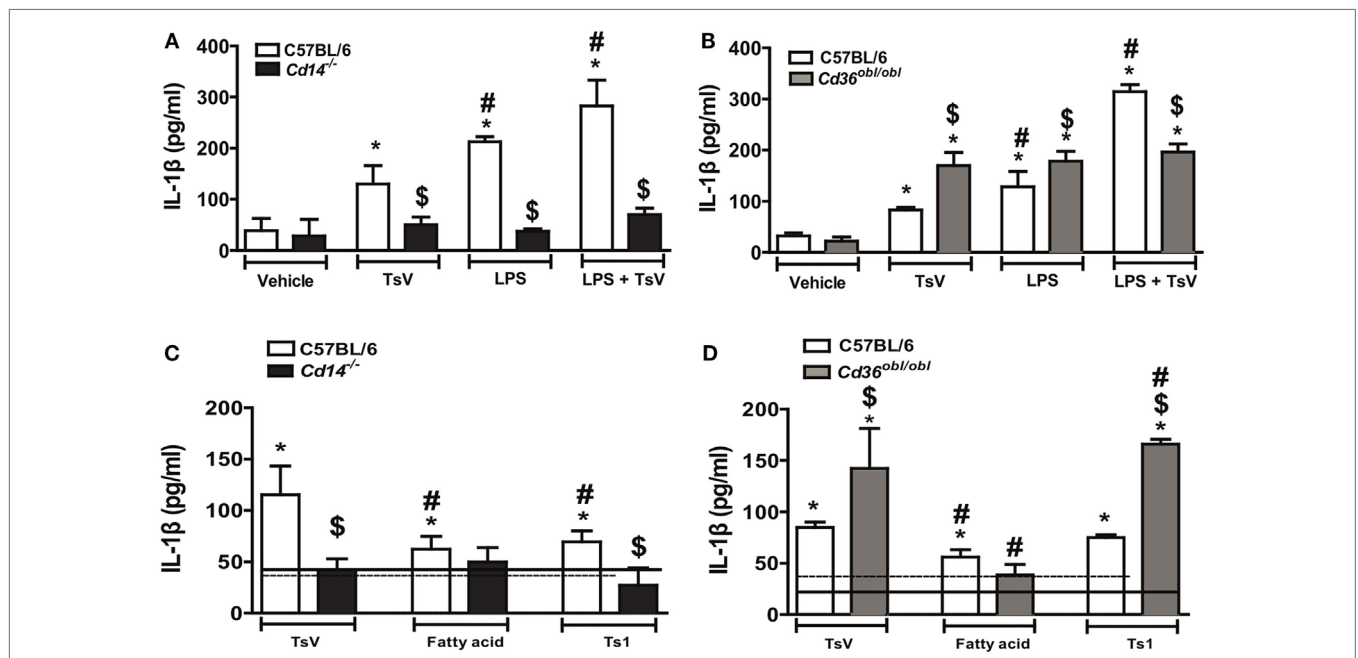 A
C57BL/6
Cd14-/-
IL-1β (pg/ml)
400
300
200
100
0
*
$
#
*
$
#
*
$
Vehicle
TsV
LPS
LPS + TsV
B
C57BL/6
Cd36obl/obl
IL-1β (pg/ml)
400
300
200
100
0
*
$
*
#
*
$
*
#
*
$
*
Vehicle
TsV
LPS
LPS + TsV
C
C57BL/6
Cd14-/-
IL-1β (pg/ml)
200
150
100
50
0
*
$
#
*
#
*
$
TsV
Fatty acid
Ts1
D
C57BL/6
Cd36obl/obl
IL-1β (pg/ml)
200
150
100
50
0
*
$
*
#
*
#
*
#
$
*
TsV
Fatty acid
Ts1